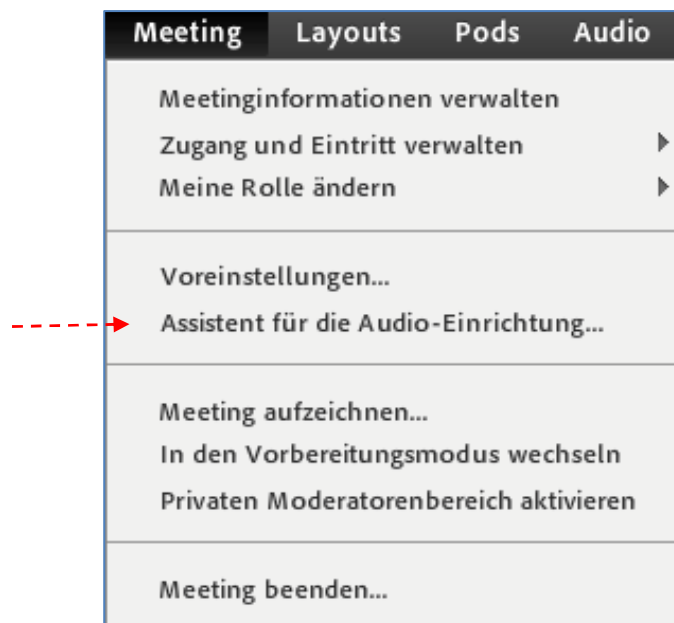 Meeting Layouts Pods Audio
Meetinginformationen verwalten
Zugang und Eintritt verwalten
Meine Rolle ändern
Voreinstellungen...
Assistent für die Audio-Einrichtung...
Meeting aufzeichnen...
In den Vorbereitungsmodus wechseln
Privaten Moderatorenbereich aktivieren
Meeting beenden...